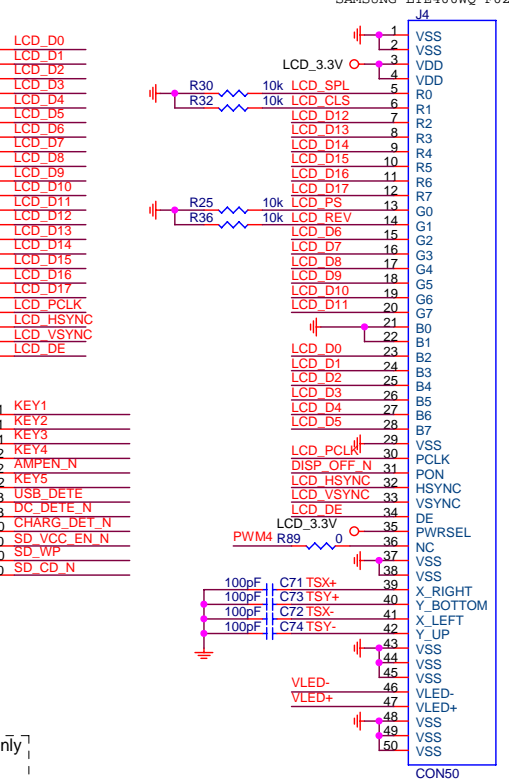 J4
LCD_D0
LCD_D1
LCD_D2
LCD_D3
LCD_D4
LCD_D5
LCD_D6
LCD_D7
LCD_D8
LCD_D9
LCD_D10
LCD_D11
LCD_D12
LCD_D13
LCD_D14
LCD_D15
LCD_D16
LCD_D17
LCD_PCLK
LCD_HSYNC
LCD_VSYNC
LCD_DE
KEY1
KEY2
KEY3
KEY4
AMPEN_N
KEY5
USB_DETE
DC_DETE_N
CHARG_DET_N
SD_VCC_EN_N
SD_WP
SD_CD_N
nly
1 VSS
2 VSS
LCD_3.3V 3 VDD
4 VDD
R30 10k LCD_SPL 5 R0
R32 10k LCD_CLS 6 R1
LCD_D12 7 R2
LCD_D13 8 R3
LCD_D14 9 R4
LCD_D15 10 R5
LCD_D16 11 R6
LCD_D17 12 R7
R25 10k LCD_PS 13 G0
R36 10k LCD_REV 14 G1
LCD_D6 15 G2
LCD_D7 16 G3
LCD_D8 17 G4
LCD_D9 18 G5
LCD_D10 19 G6
LCD_D11 20 G7
21 B0
22 B1
LCD_D0 23 B2
LCD_D1 24 B3
LCD_D2 25 B4
LCD_D3 26 B5
LCD_D4 27 B6
LCD_D5 28 B7
29 VSS
LCD_PCLK 30 PCLK
DISP_OFF_N 31 PON
LCD_HSYNC 32 HSYNC
LCD_VSYNC 33 VSYNC
LCD_DE 34 DE
LCD_3.3V 35 PWRSEL
PWM4 R89 0 36 NC
37 VSS
38 VSS
100pF C71 TSX+ 39 X_RIGHT
100pF C73 TSY+ 40 Y_BOTTOM
100pF C72 TSX- 41 X_LEFT
100pF C74 TSY- 42 Y_UP
43 VSS
44 VSS
45 VSS
VLED- 46 VLED-
VLED+ 47 VLED+
48 VSS
49 VSS
50 VSS
CON50